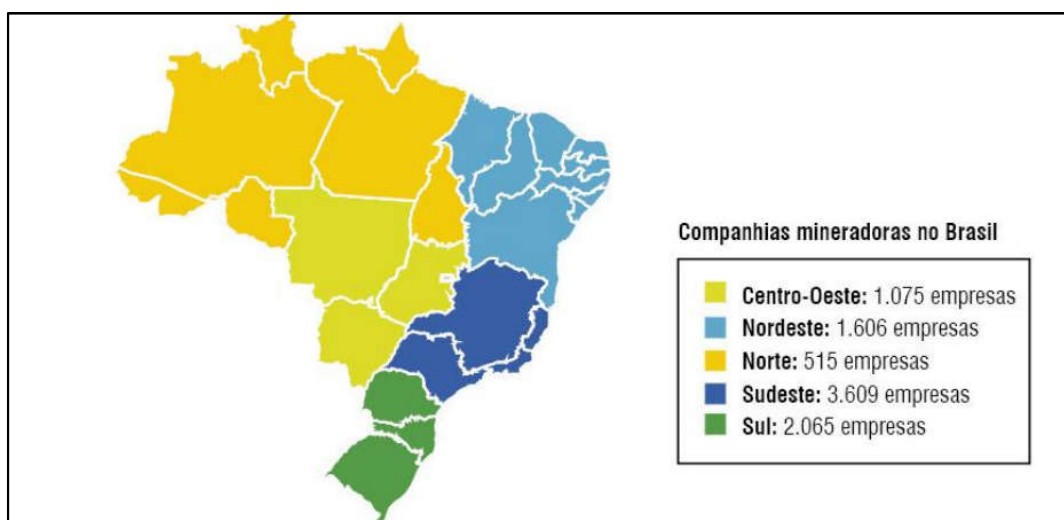 Companhias mineradoras no Brasil
Centro-Oeste: 1.075 empresas
Nordeste: 1.606 empresas
Norte: 515 empresas
Sudeste: 3.609 empresas
Sul: 2.065 empresas